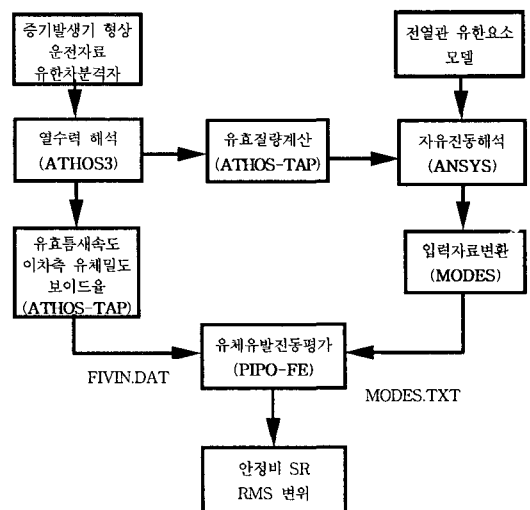 증기발생기 형상
운전자료
유한차분격자
전열관 유한요소
모델
열수력 해석
(ATHOS3)
유효질량계산
(ATHOS-TAP)
자유진동해석
(ANSYS)
유효틈새속도
이차측 유체밀도
보이드율
(ATHOS-TAP)
입력자료변환
(MODES)
유체유발진동평가
(PIPO-FE)
FIVIN.DAT
MODES.TXT
안정비 SR
RMS 변위